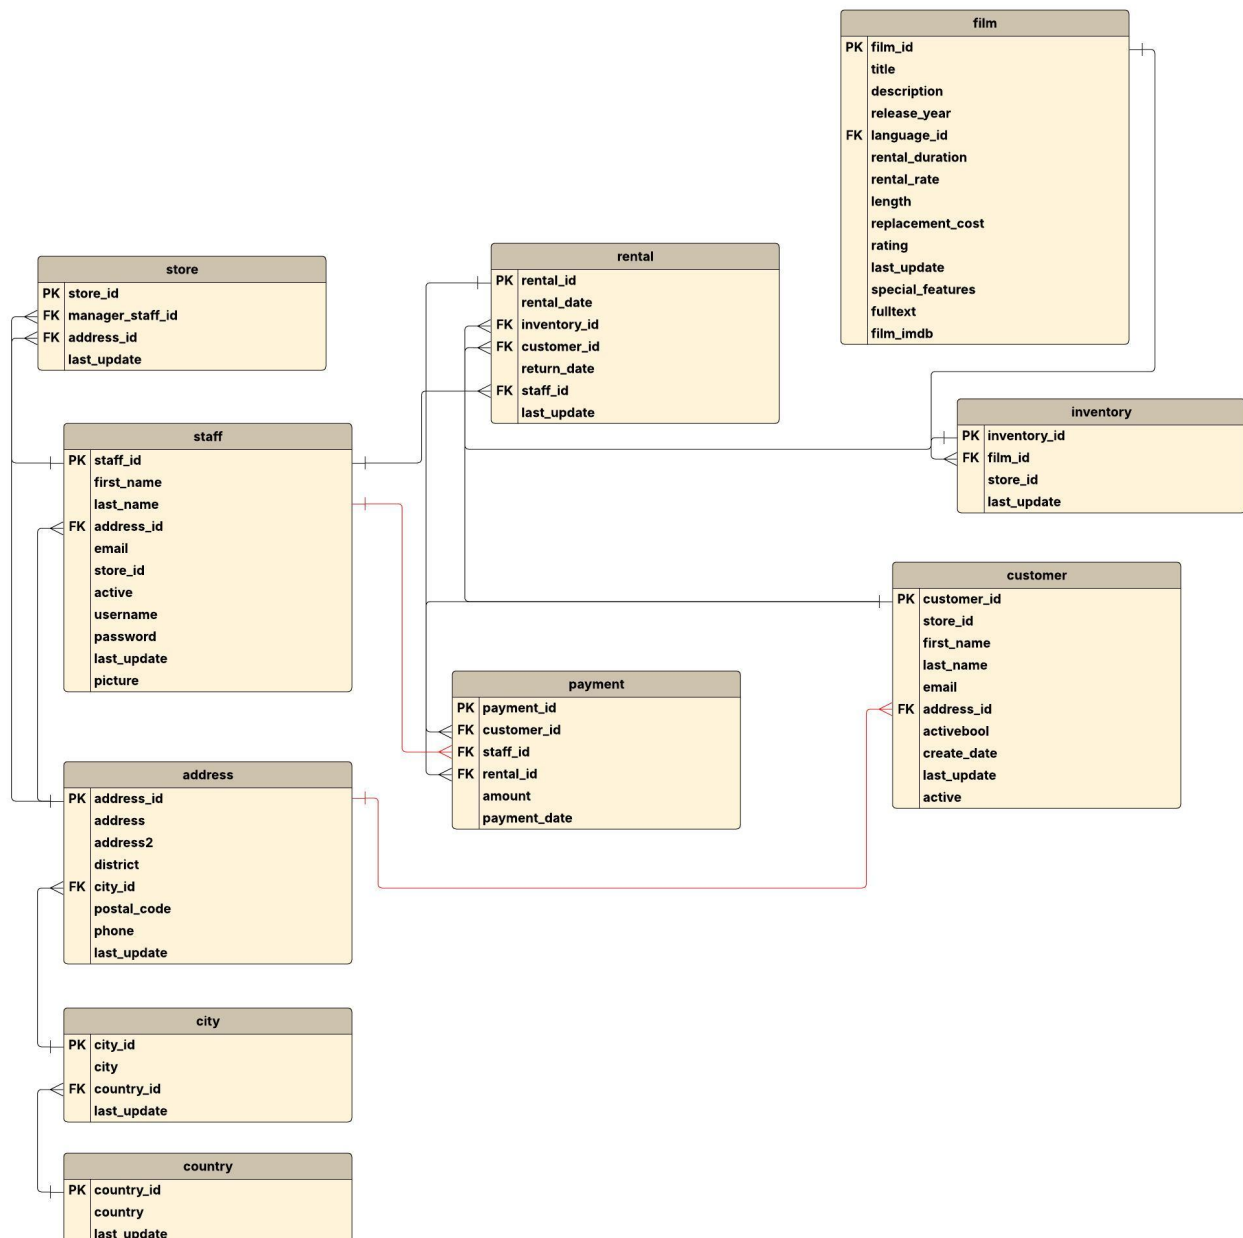 film
PK film_id
title
description
release_year
FK language_id
rental_duration
rental_rate
length
replacement_cost
rating
last_update
special_features
fulltext
film_imdb
store
PK store_id
FK manager_staff_id
FK address_id
last_update
rental
PK rental_id
rental_date
FK inventory_id
FK customer_id
return_date
FK staff_id
last_update
inventory
PK inventory_id
FK film_id
store_id
last_update
staff
PK staff_id
first_name
last_name
FK address_id
email
store_id
active
username
password
last_update
picture
customer
PK customer_id
store_id
first_name
last_name
email
FK address_id
activebool
create_date
last_update
active
payment
PK payment_id
FK customer_id
FK staff_id
FK rental_id
amount
payment_date
address
PK address_id
address
address2
district
FK city_id
postal_code
phone
last_update
city
PK city_id
city
FK country_id
last_update
country
PK country_id
country
last_update